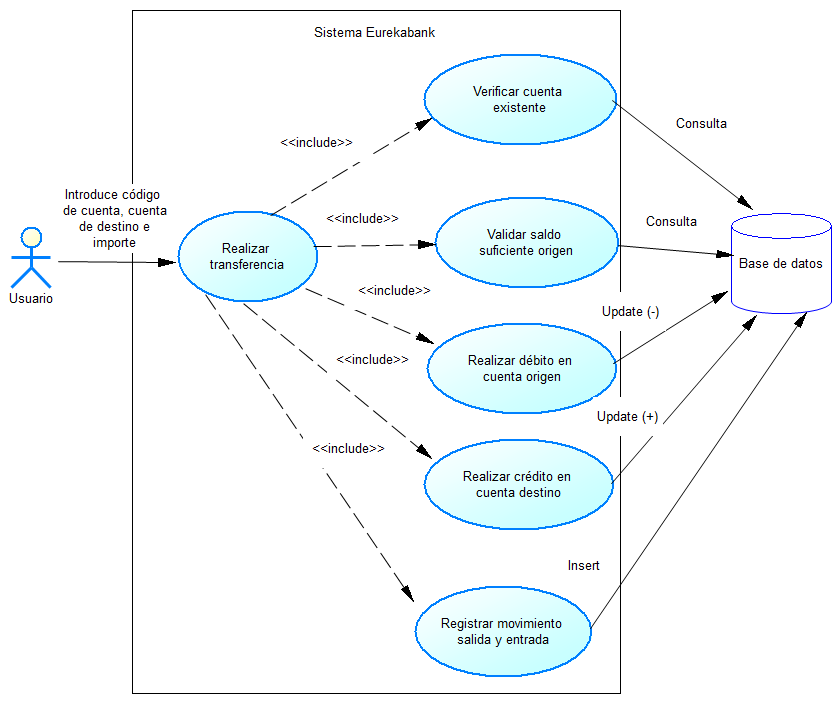 Sistema Eurekabank
Verificar cuenta
existente
Consulta
<<include>>
Introduce código
de cuenta, cuenta
de destino e
importe
<<include>>
Validar saldo
suficiente origen
Consulta
Realizar
transferencia
Base de datos
Usuario
<<include>>
Update (-)
Realizar débito en
cuenta origen
<<include>>
Update (+)
<<include>>
Realizar crédito en
cuenta destino
Insert
Registrar movimiento
salida y entrada